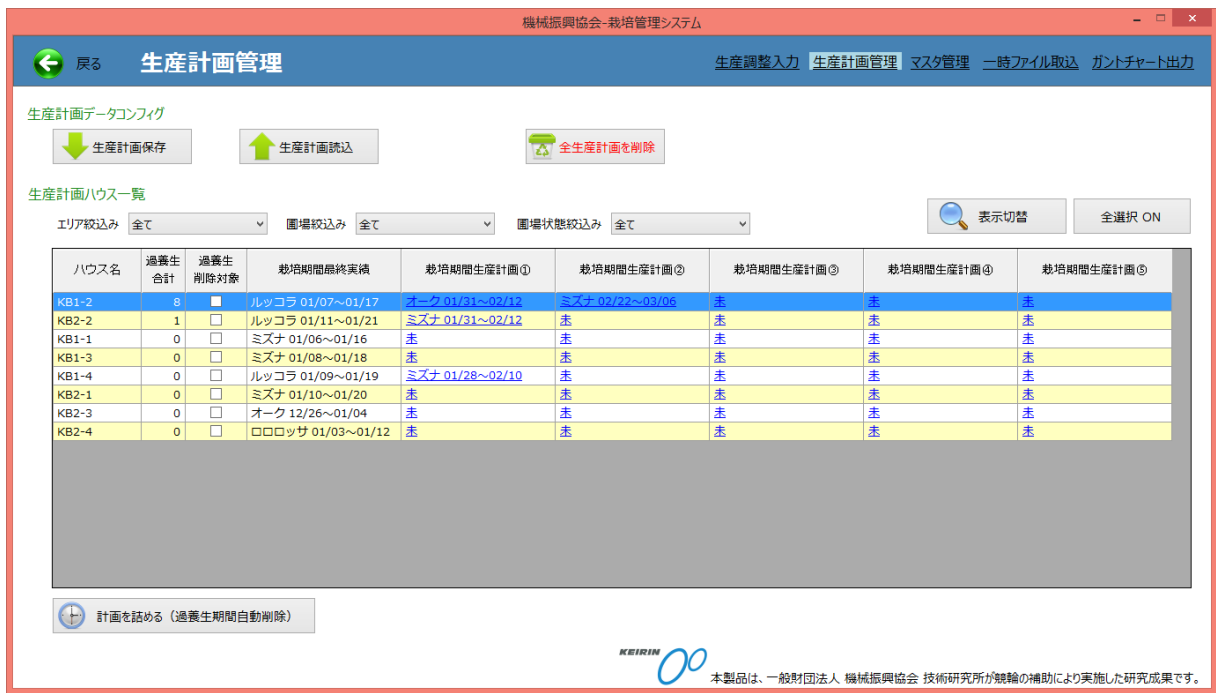 機械振興協会-栽培管理システム
戻る 生産計画管理 生産調整入力 生産計画管理 マスタ管理 一時ファイル取込 ガントチャート出力
生産計画データコンフィグ
生産計画保存 生産計画読込 全生産計画を削除
生産計画ハウス一覧
表示切替 全選択 ON
エリア絞込み 全て 圃場絞込み 全て 圃場状態絞込み 全て
ハウス名 過養生合計 過養生削除対象 栽培期間最終実績 栽培期間生産計画① 栽培期間生産計画② 栽培期間生産計画③ 栽培期間生産計画④ 栽培期間生産計画⑤
KB1-2 8 ルッコラ 01/07～01/17 オーク 01/31～02/12 ミズナ 02/22～03/06 未 未 未
KB2-2 1 ルッコラ 01/11～01/21 ミズナ 01/31～02/12 未 未 未 未
KB1-1 0 ミズナ 01/06～01/16 未 未 未 未 未
KB1-3 0 ミズナ 01/08～01/18 未 未 未 未 未
KB1-4 0 ルッコラ 01/09～01/19 ミズナ 01/28～02/10 未 未 未 未
KB2-1 0 ミズナ 01/10～01/20 未 未 未 未 未
KB2-3 0 オーク 12/26～01/04 未 未 未 未 未
KB2-4 0 ロロロッサ 01/03～01/12 未 未 未 未 未
計画を詰める（過養生期間自動削除）
KEIRIN
本製品は、一般財団法人 機械振興協会 技術研究所が競輪の補助により実施した研究成果です。